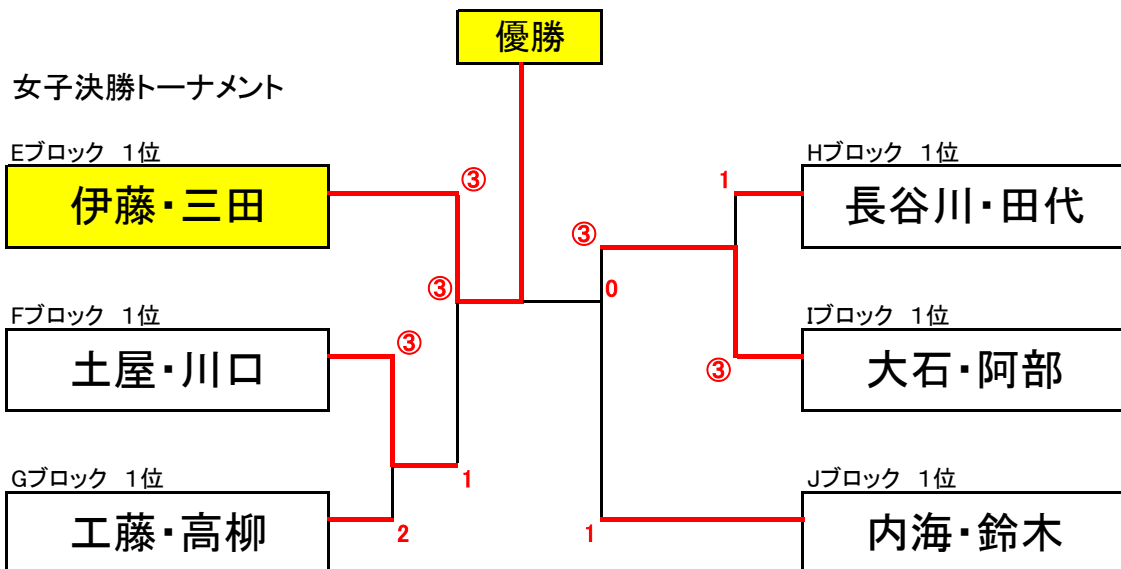 優勝
女子決勝トーナメント
Eブロック 1位
伊藤・三田
Fブロック 1位
土屋・川口
Gブロック 1位
工藤・高柳
③
③
③
1
2
Hブロック 1位
長谷川・田代
Iブロック 1位
大石・阿部
Jブロック 1位
内海・鈴木
1
③
0
③
1